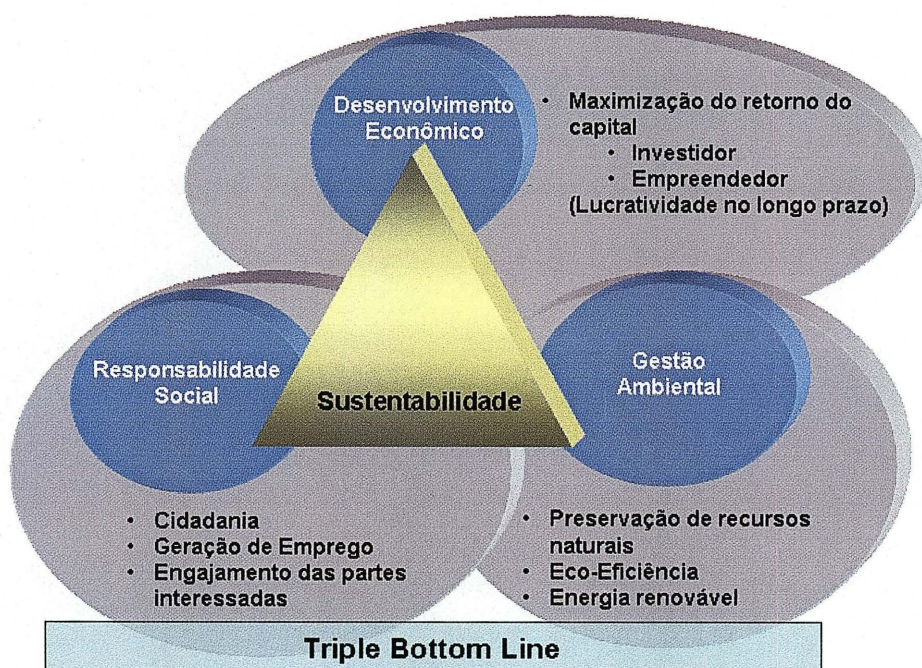 Desenvolvimento
Econômico
• Maximização do retorno do
capital
• Investidor
• Empreendedor
(Lucratividade no longo prazo)
Responsabilidade
Social
Gestão
Ambiental
Sustentabilidade
• Cidadania
• Geração de Emprego
• Engajamento das partes
interessadas
• Preservação de recursos
naturais
• Eco-Eficiência
• Energia renovável
Triple Bottom Line